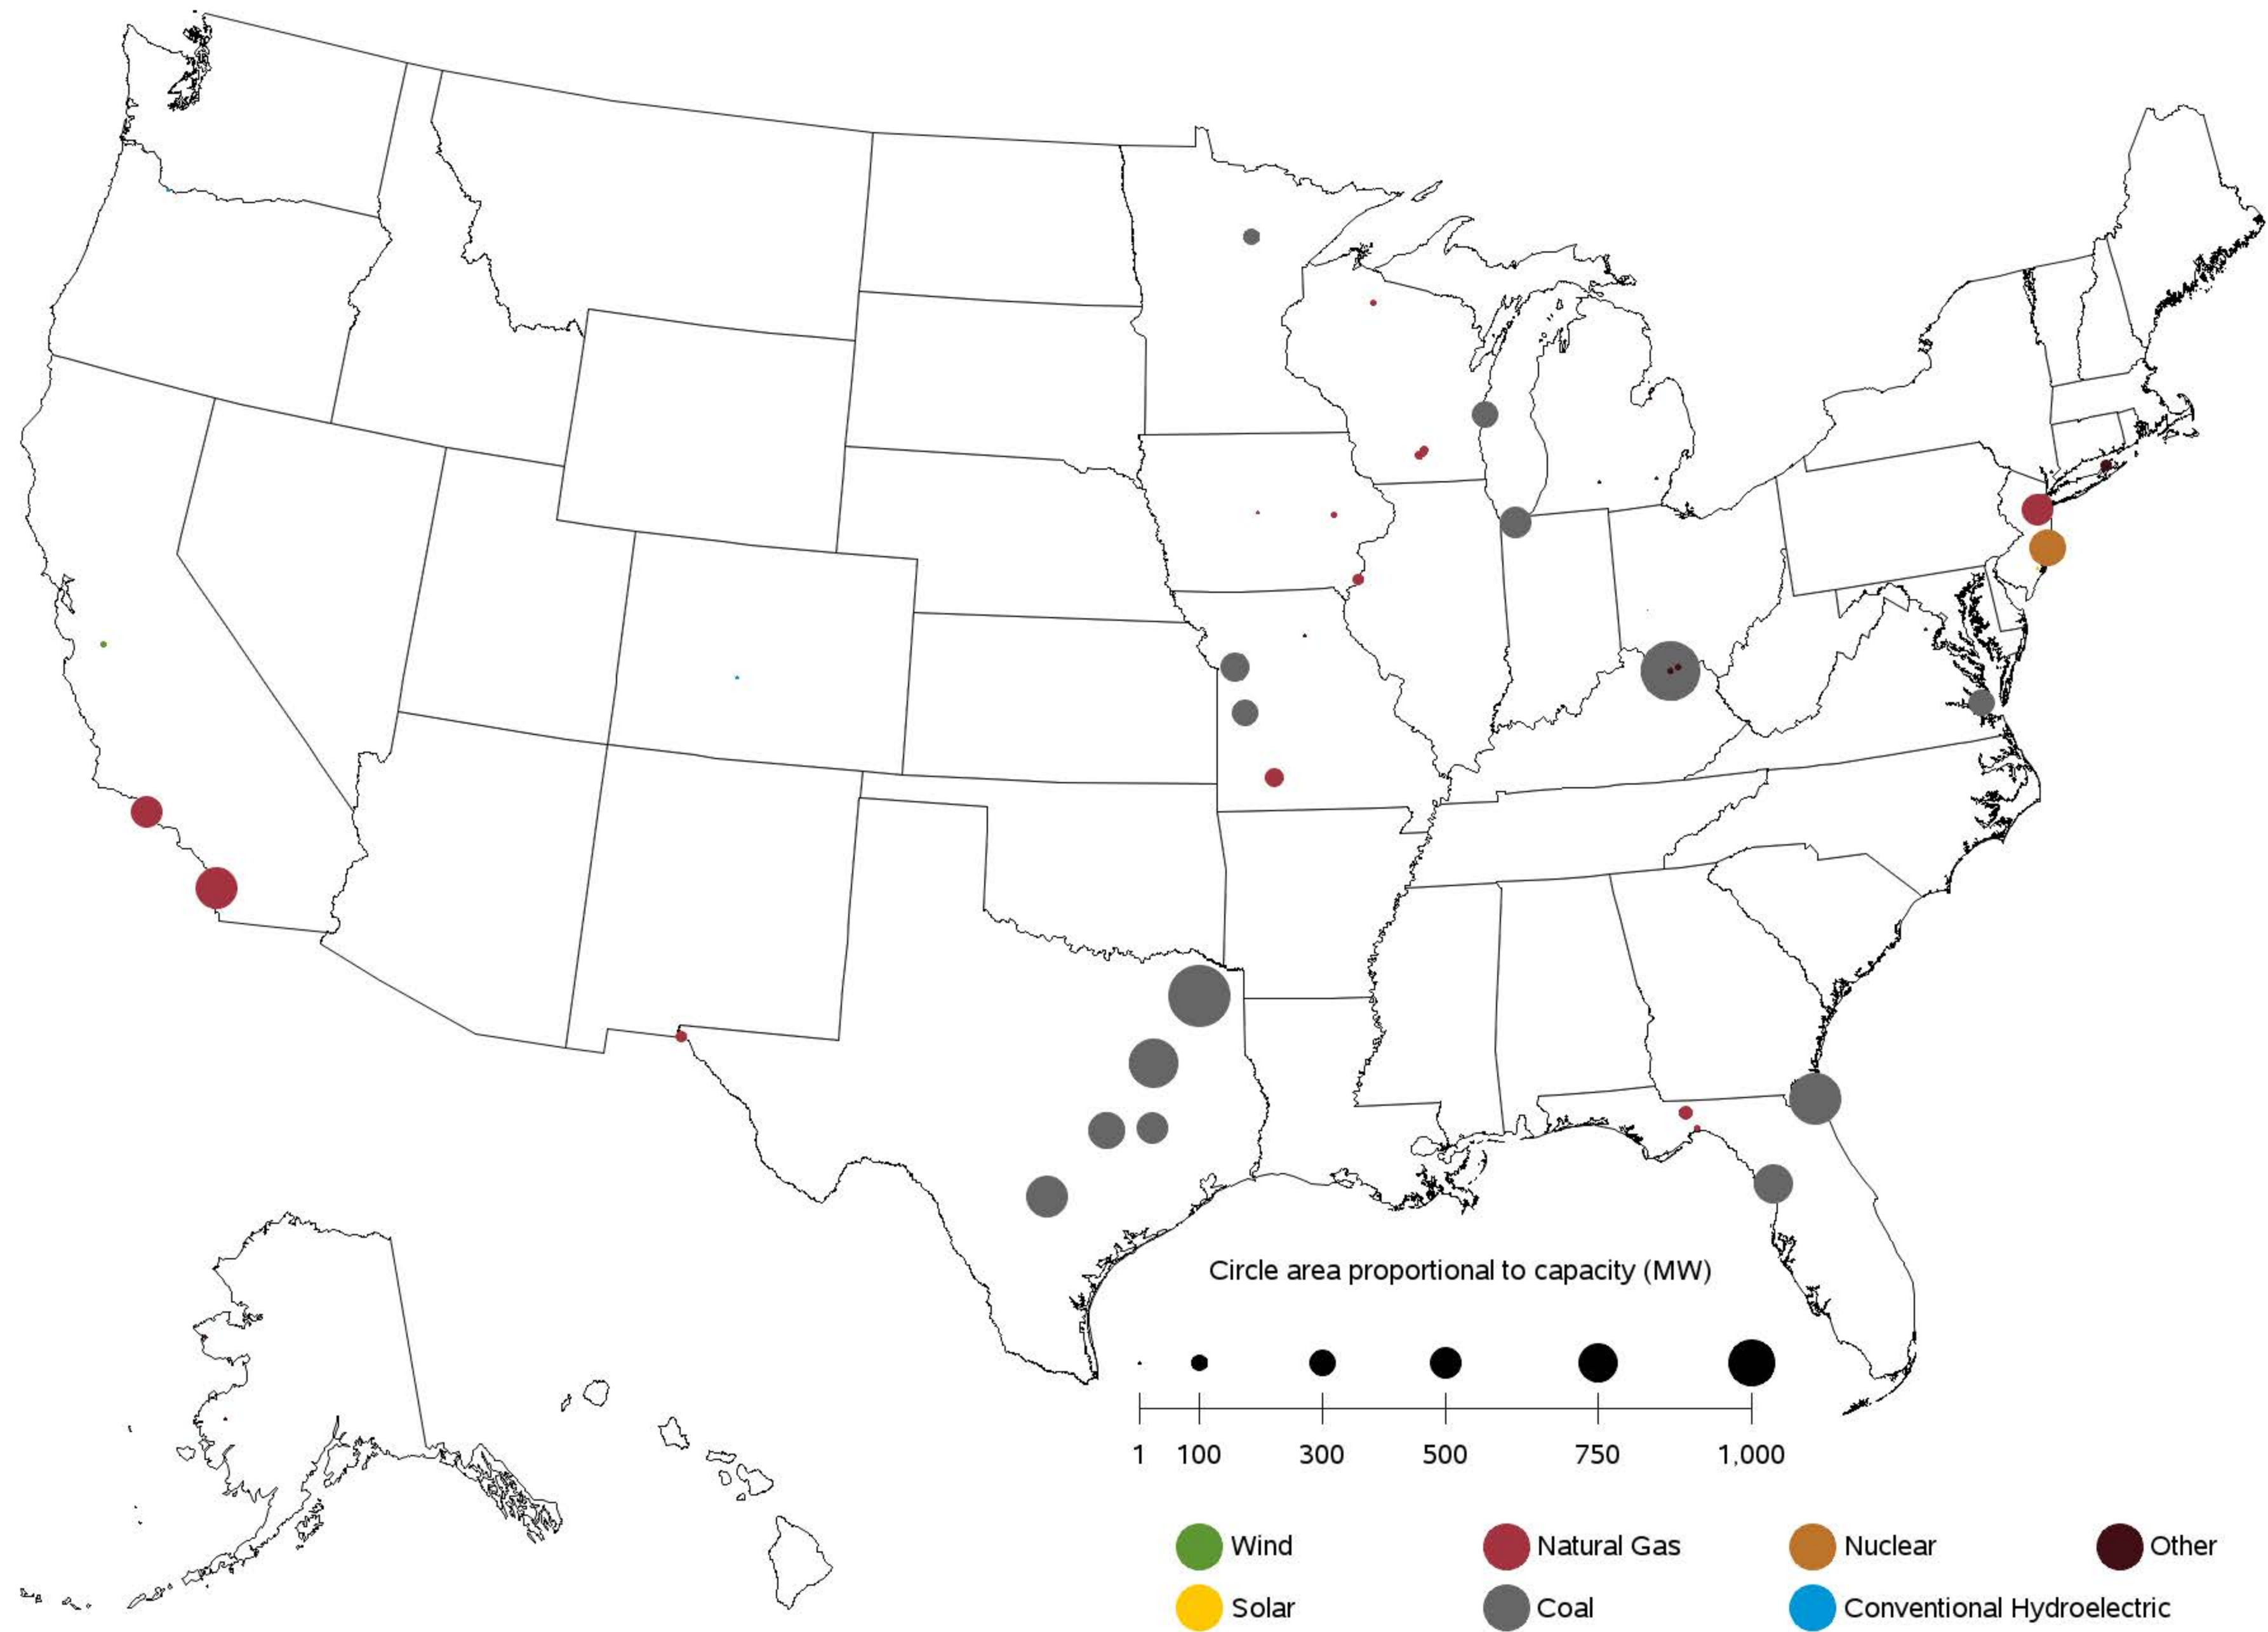 Circle area proportional to capacity (MW)
1 100 300 500 750 1,000
Wind Natural Gas Nuclear Other
Solar Coal Conventional Hydroelectric